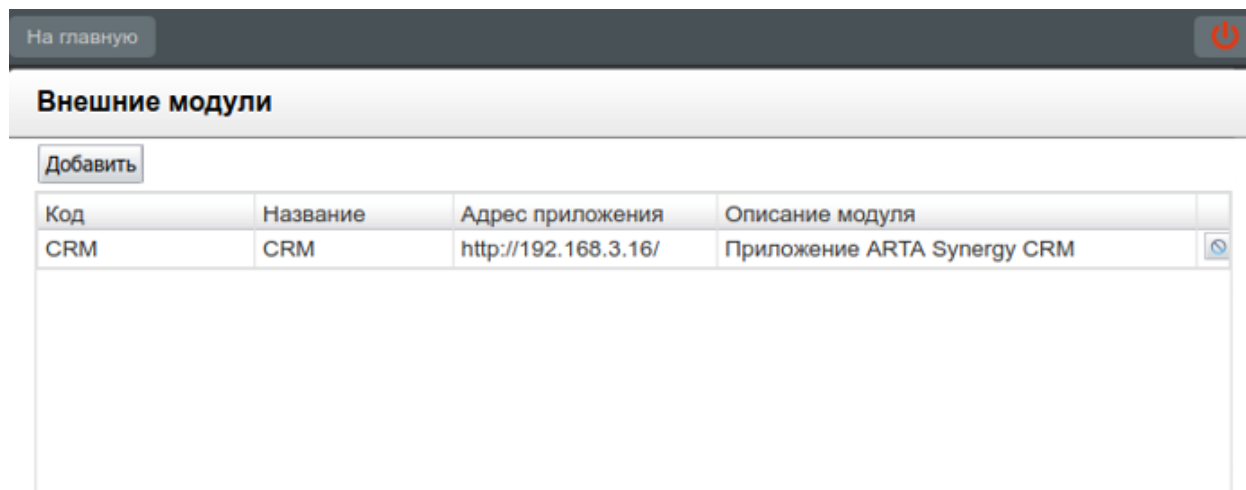 На главную
Внешние модули
Добавить
Код Название Адрес приложения Описание модуля
CRM CRM http://192.168.3.16/ Приложение ARTA Synergy CRM